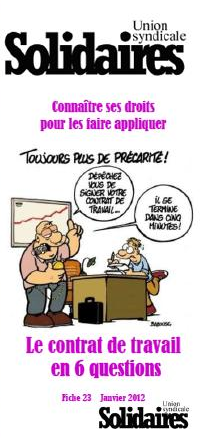 Union
syndicale
Solidaires
Connaître ses droits
pour les faire appliquer
TOUJOURS PLUS DE PRÉCARITÉ!
DÉPÊCHEZ
VOUS DE
SIGNER VOTRE
CONTRAT DE
TRAVAIL...
IL SE
TERMINE
DANS CINQ
MINUTES!
BABOUSE
Le contrat de travail
en 6 questions
Fiche 23 Janvier 2012
Union
syndicale
Solidaires